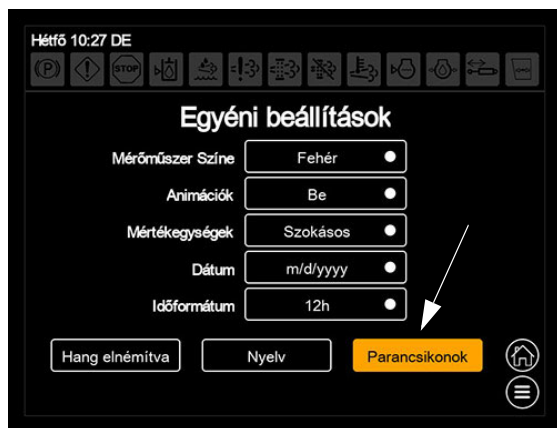 Hétfő 10:27 DE
(P) STOP
Egyéni beállítások
Mérőműszer Színe Fehér
Animációk Be
Mértékegységek Szokásos
Dátum m/d/yyyy
Időformátum 12h
Hang elnémítva Nyelv Parancsikonok